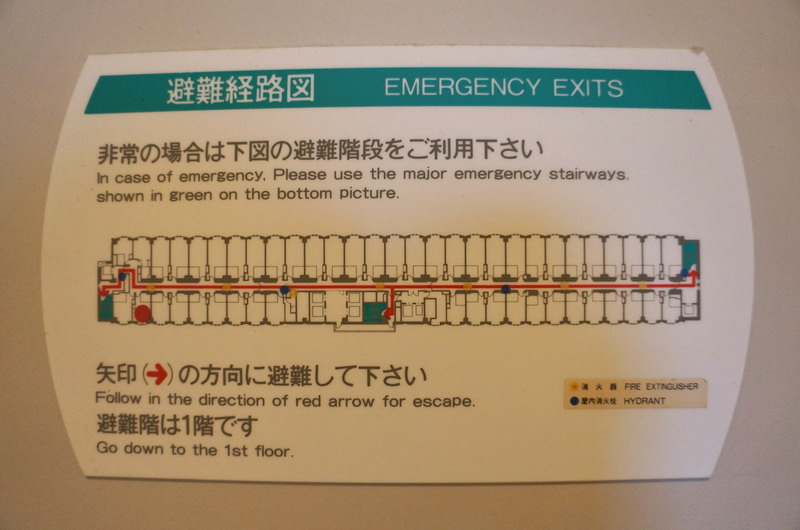 避難経路図 EMERGENCY EXITS
非常の場合は下図の避難階段をご利用下さい
In case of emergency, Please use the major emergency stairways.
shown in green on the bottom picture.
矢印(→)の方向に避難して下さい
Follow in the direction of red arrow for escape.
避難階は1階です
Go down to the 1st floor.
消火器 FIRE EXTINGUISHER
屋内消火栓 HYDRANT